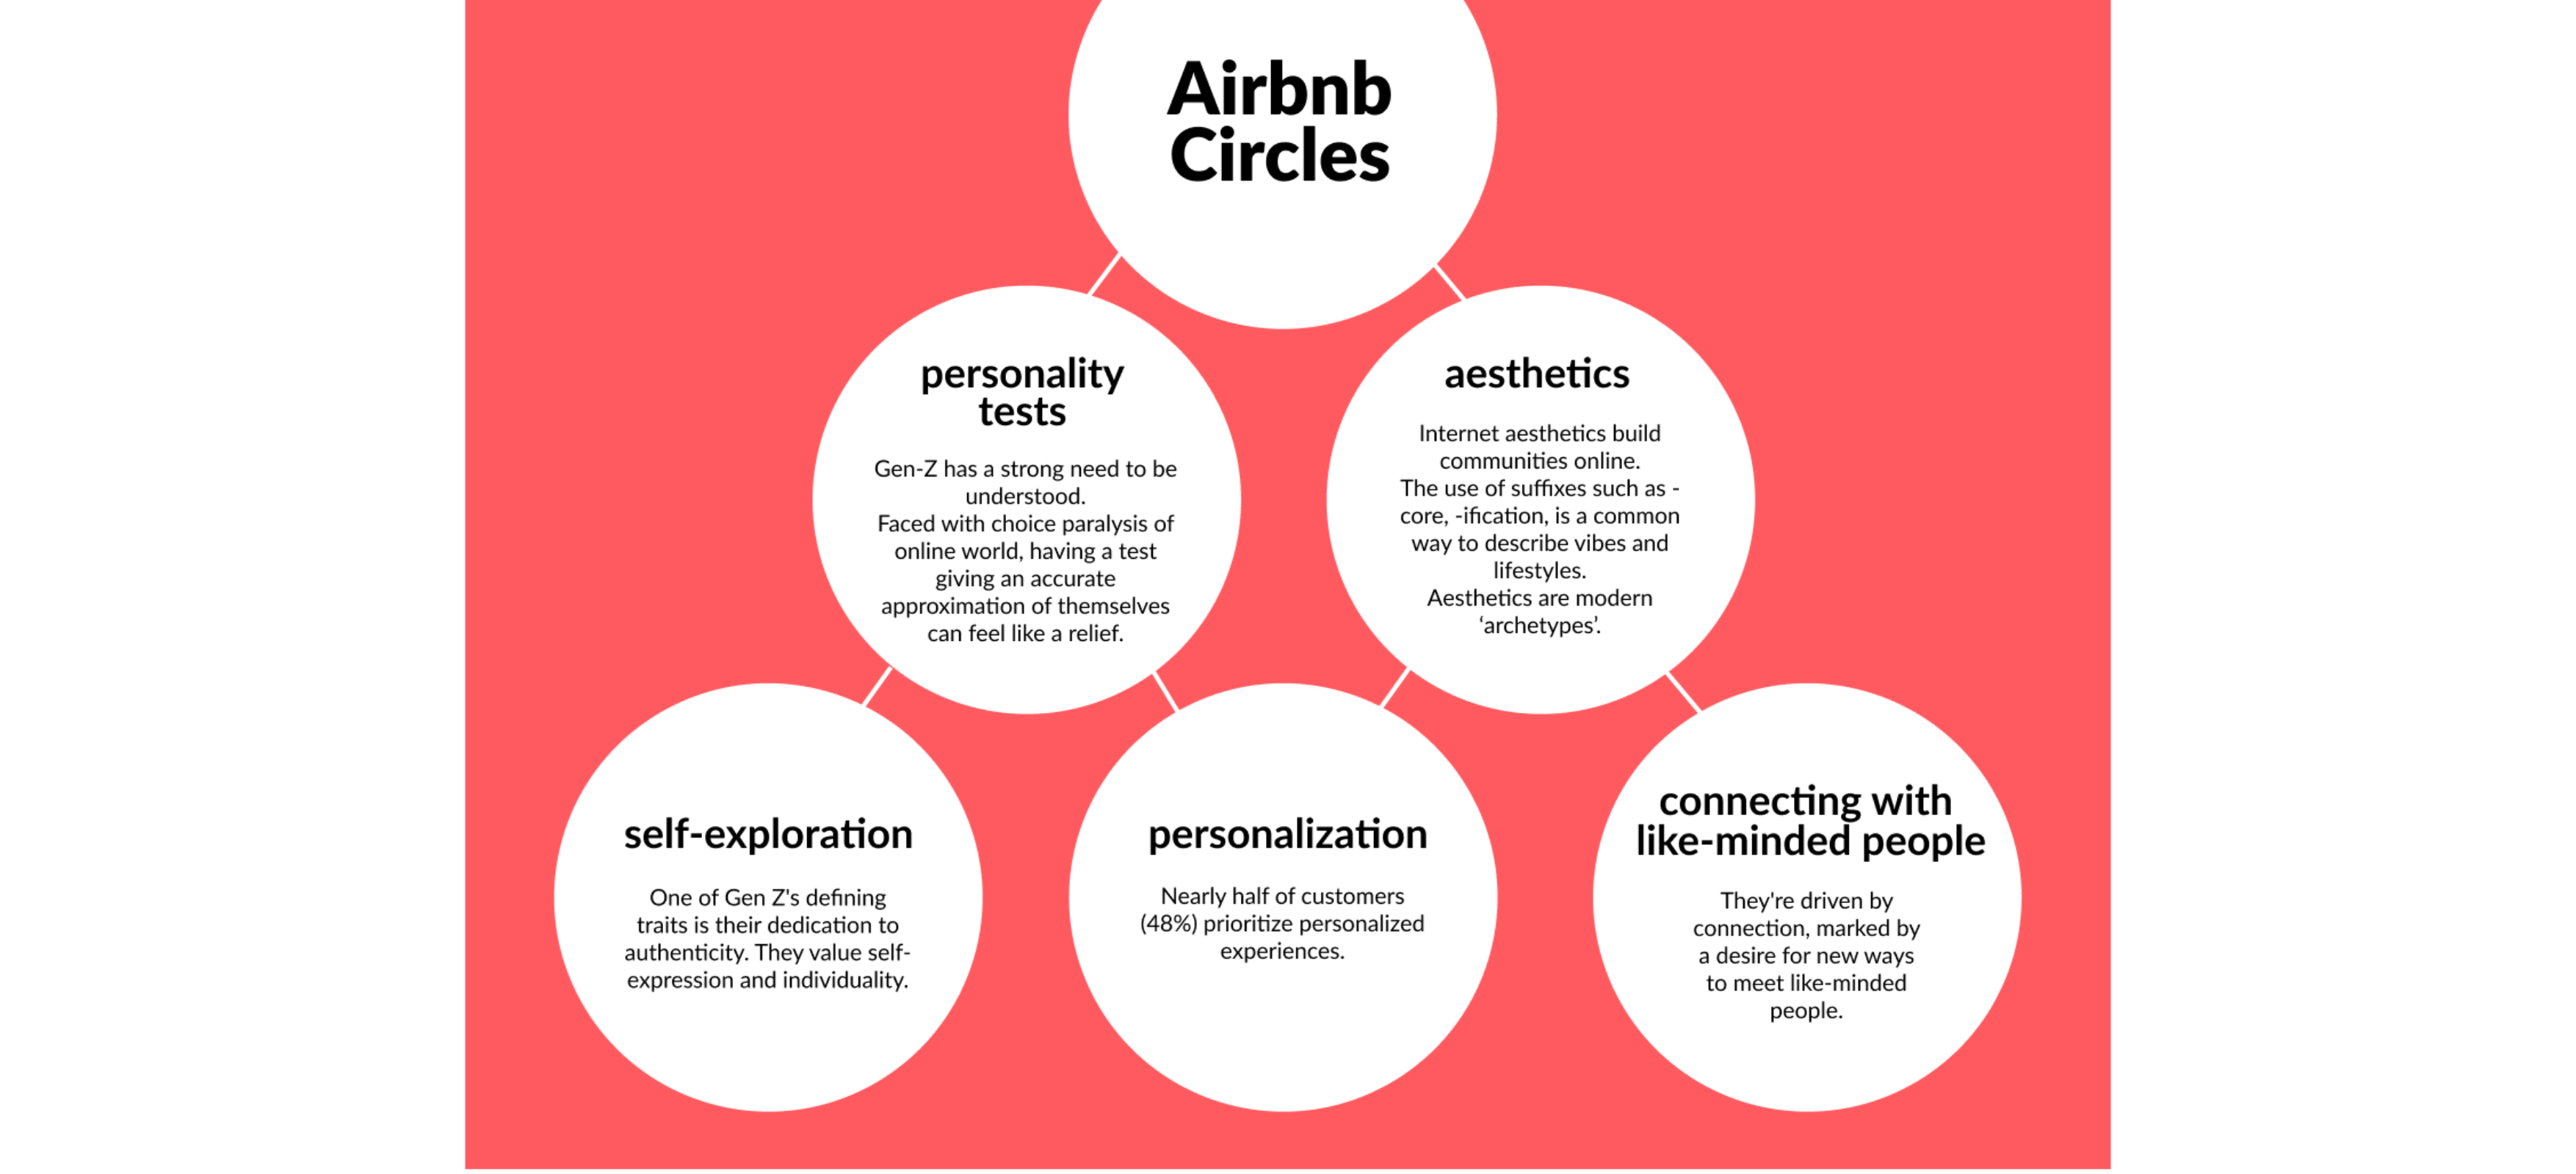 Airbnb
Circles
personality
tests
Gen-Z has a strong need to be
understood.
Faced with choice paralysis of
online world, having a test
giving an accurate
approximation of themselves
can feel like a relief.
aesthetics
Internet aesthetics build
communities online.
The use of suffixes such as -
core, -ification, is a common
way to describe vibes and
lifestyles.
Aesthetics are modern
‘archetypes’.
self-exploration
One of Gen Z's defining
traits is their dedication to
authenticity. They value self-
expression and individuality.
personalization
Nearly half of customers
(48%) prioritize personalized
experiences.
connecting with
like-minded people
They're driven by
connection, marked by
a desire for new ways
to meet like-minded
people.